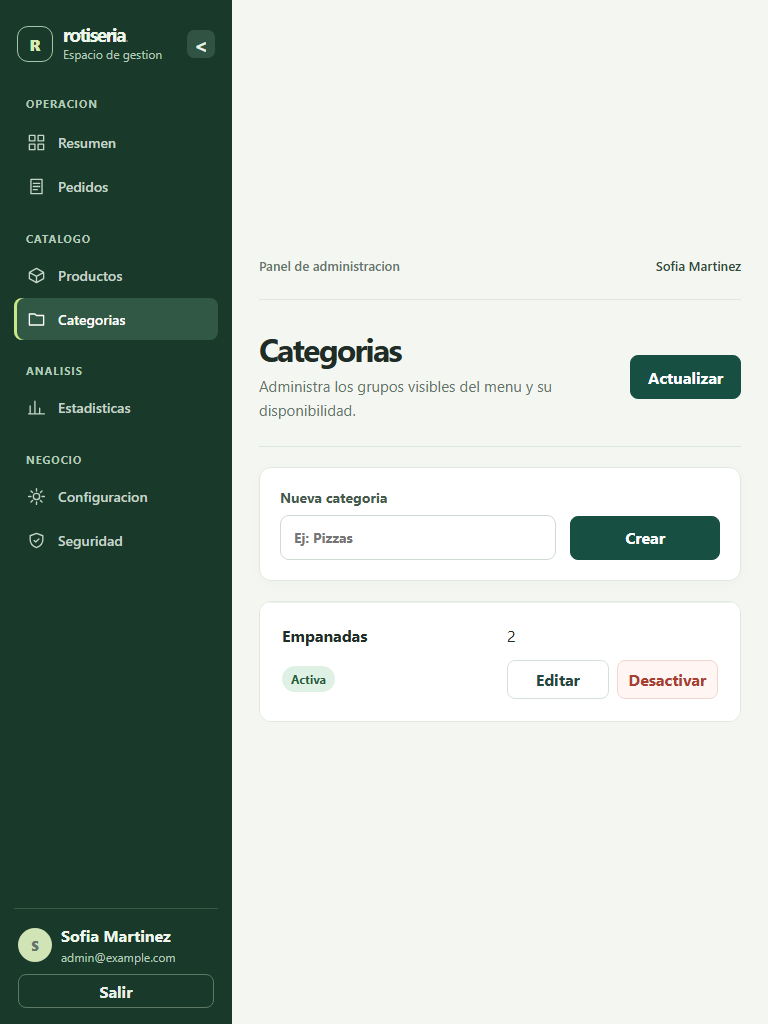 R
rotiseria
Espacio de gestion
<
OPERACION
Resumen
Pedidos
CATALOGO
Productos
Categorias
ANALISIS
Estadisticas
NEGOCIO
Configuracion
Seguridad
S
Sofia Martinez
admin@example.com
Salir
Panel de administracion
Sofia Martinez
Categorias
Administra los grupos visibles del menu y su
disponibilidad.
Actualizar
Nueva categoria
Ej: Pizzas
Crear
Empanadas
2
Activa
Editar
Desactivar